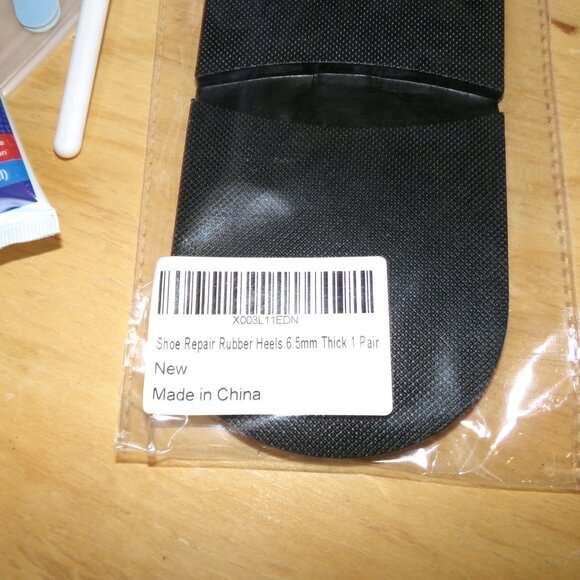 X003L11EDN
Shoe Repair Rubber Heels 6.5mm Thick 1 Pair
New
Made in China